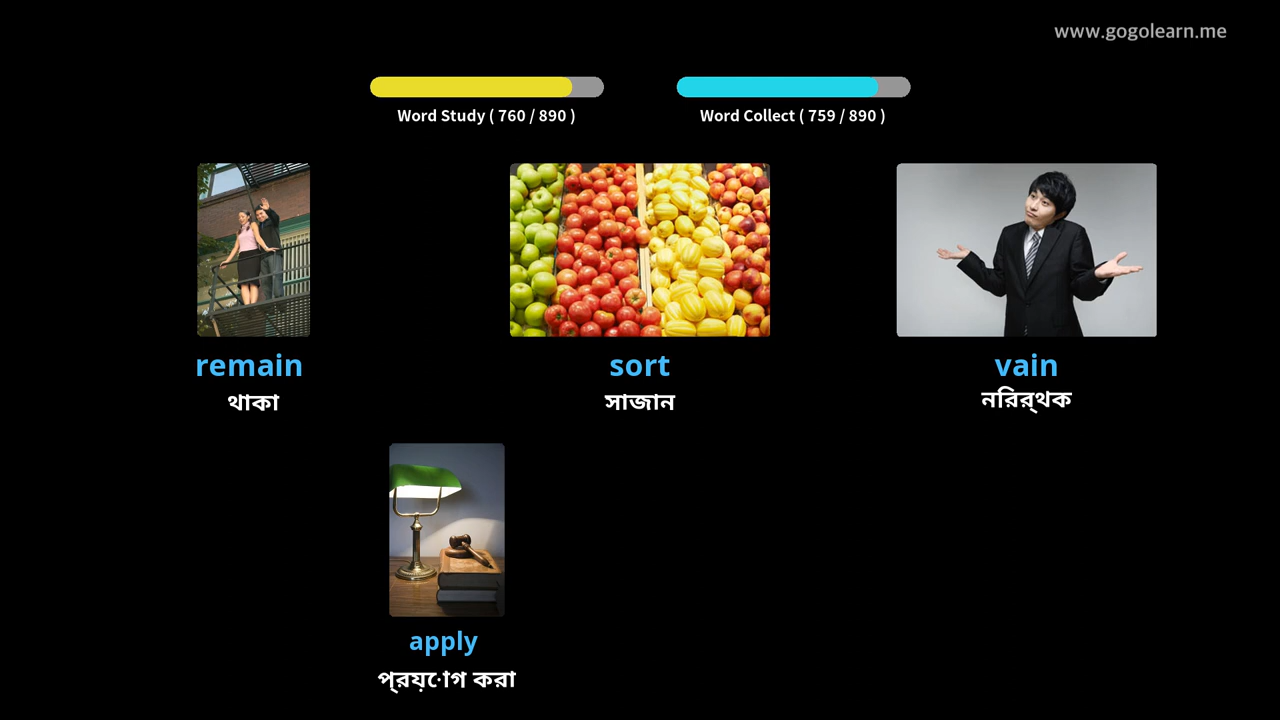 www.gogolearn.me
Word Study ( 760 / 890 )
Word Collect ( 759 / 890 )
remain
sort
vain
থাকা
সাজান
নিরর্থক
apply
প্রয়োগ করা